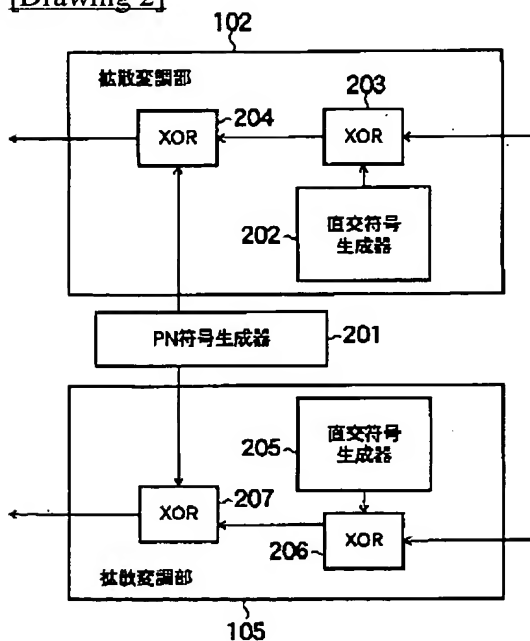 [Drawing 2]
102
拡散変調部
204
XOR
203
XOR
202
直交符号
生成器
PN符号生成器
201
205
直交符号
生成器
207
XOR
206
XOR
拡散変調部
105